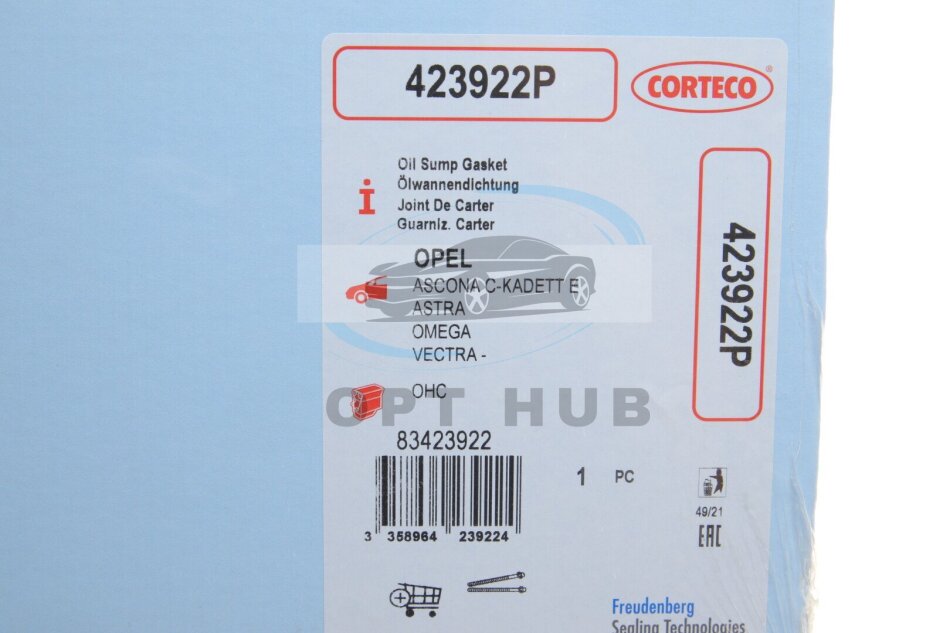 423922P
CORTECO®
Oil Sump Gasket
Ölwannendichtung
Joint De Carter
Guarniz. Carter
423922P
OPEL
ASCONA C-KADETT E
ASTRA
OMEGA
VECTRA -
OHC
OPT HUB
83423922
1 PC
3 358964 239224
49/21
EAC
Freudenberg
Sealing Technologies